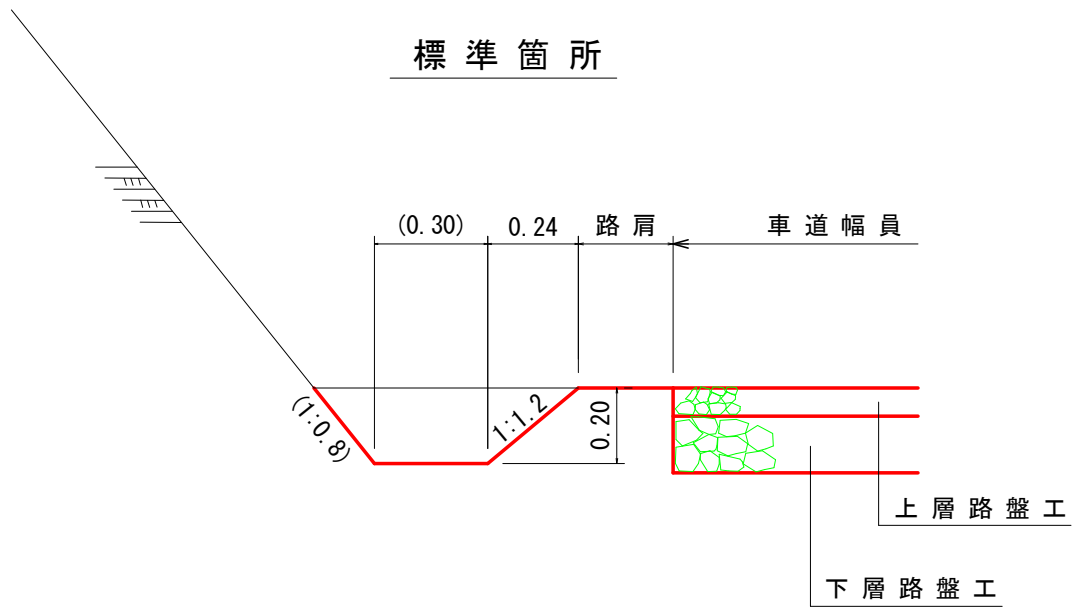 標準箇所
(0.30) 0.24 路肩 車道幅員
(1:0.8)
1:1.2
0.20
上層路盤工
下層路盤工